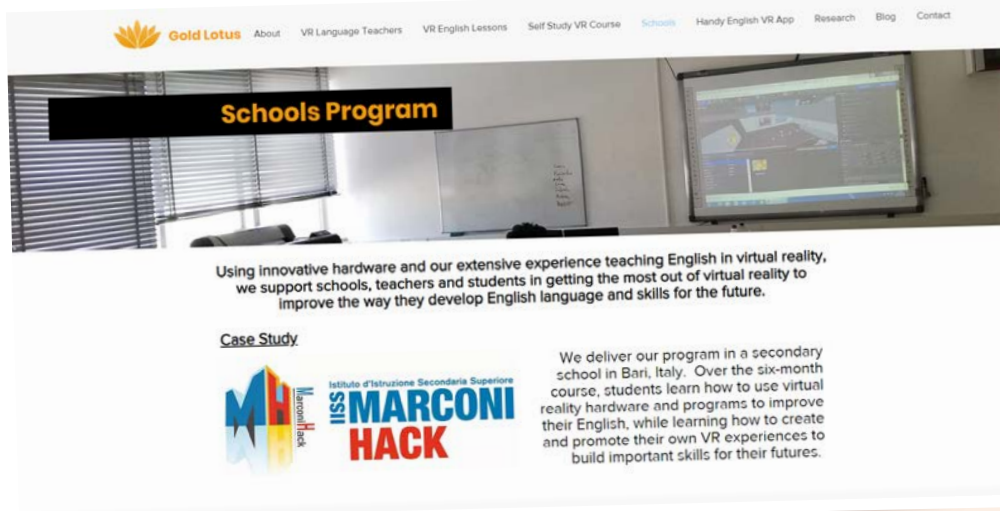 Gold Lotus
About
VR Language Teachers
VR English Lessons
Self Study VR Course
Schools
Handy English VR App
Research
Blog
Contact
Schools Program
Using innovative hardware and our extensive experience teaching English in virtual reality,
we support schools, teachers and students in getting the most out of virtual reality to
improve the way they develop English language and skills for the future.
Case Study
MarconiHack
Istituto d'Istruzione Secondaria Superiore
IISS MARCONI
HACK
We deliver our program in a secondary
school in Bari, Italy. Over the six-month
course, students learn how to use virtual
reality hardware and programs to improve
their English, while learning how to create
and promote their own VR experiences to
build important skills for their futures.